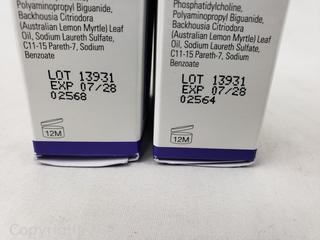 Polyaminopropyl Biguanide,
Backhousia Citriodora
(Australian Lemon Myrtle) Leaf
Oil, Sodium Laureth Sulfate,
C11-15 Pareth-7, Sodium
Benzoate
LOT 13931
EXP 07/28
02568
12M
Phosphatidylcholine,
Polyaminopropyl Biguanide,
Backhousia Citriodora
(Australian Lemon Myrtle) Leaf
Oil, Sodium Laureth Sulfate,
C11-15 Pareth-7, Sodium
Benzoate
LOT 13931
EXP 07/28
02564
12M
Copyright